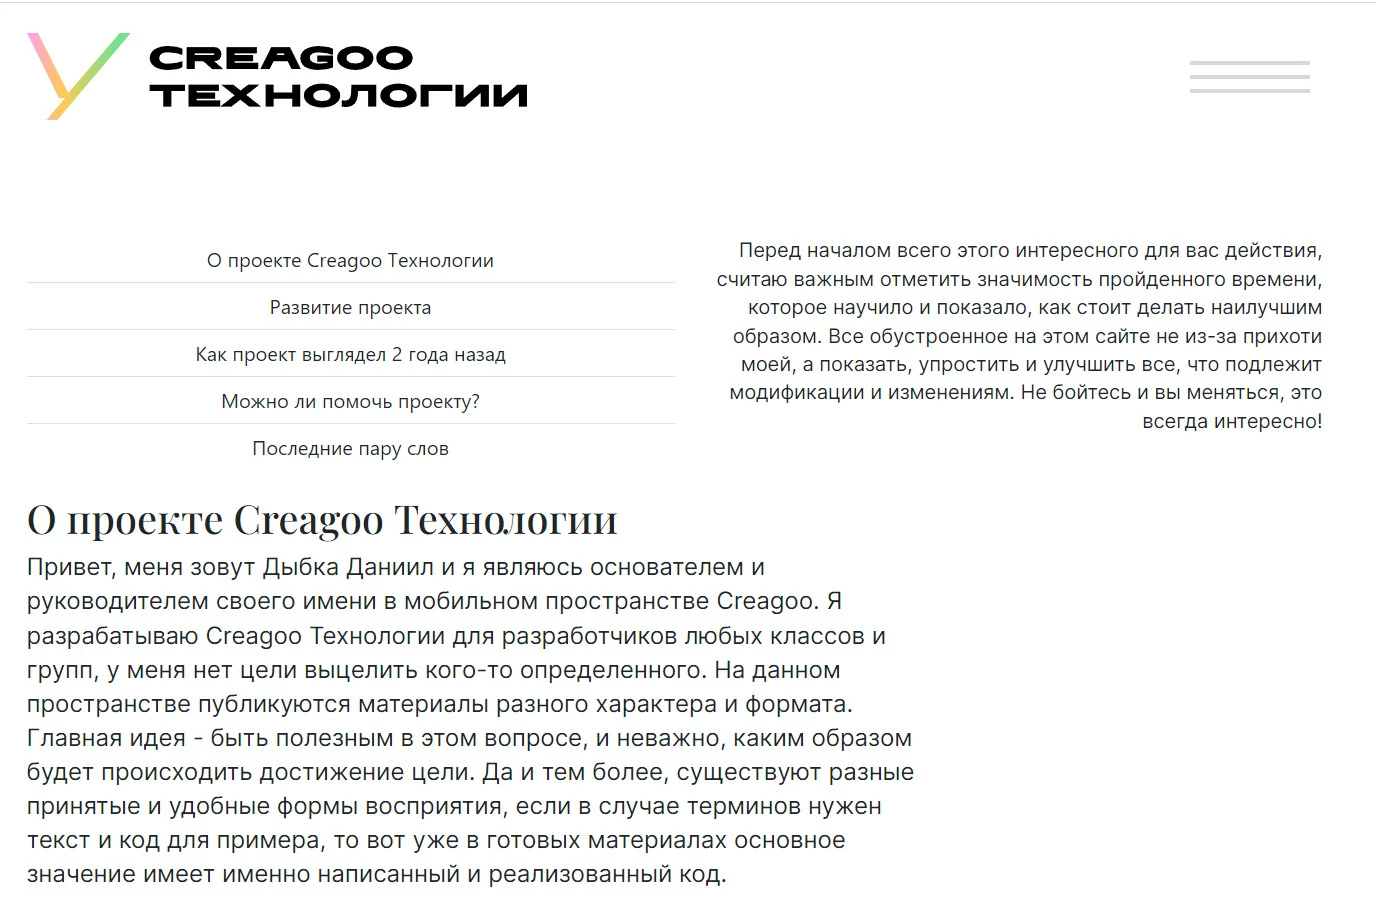 CREAGOO
ТЕХНОЛОГИИ
О проекте Creagoo Технологии
Развитие проекта
Как проект выглядел 2 года назад
Можно ли помочь проекту?
Последние пару слов
Перед началом всего этого интересного для вас действия,
считаю важным отметить значимость пройденного времени,
которое научило и показало, как стоит делать наилучшим
образом. Все обустроенное на этом сайте не из-за прихоти
моей, а показать, упростить и улучшить все, что подлежит
модификации и изменениям. Не бойтесь и вы меняться, это
всегда интересно!
О проекте Creagoo Технологии
Привет, меня зовут Дыбка Даниил и я являюсь основателем и
руководителем своего имени в мобильном пространстве Creagoo. Я
разрабатываю Creagoo Технологии для разработчиков любых классов и
групп, у меня нет цели выцелить кого-то определенного. На данном
пространстве публикуются материалы разного характера и формата.
Главная идея - быть полезным в этом вопросе, и неважно, каким образом
будет происходить достижение цели. Да и тем более, существуют разные
принятые и удобные формы восприятия, если в случае терминов нужен
текст и код для примера, то вот уже в готовых материалах основное
значение имеет именно написанный и реализованный код.